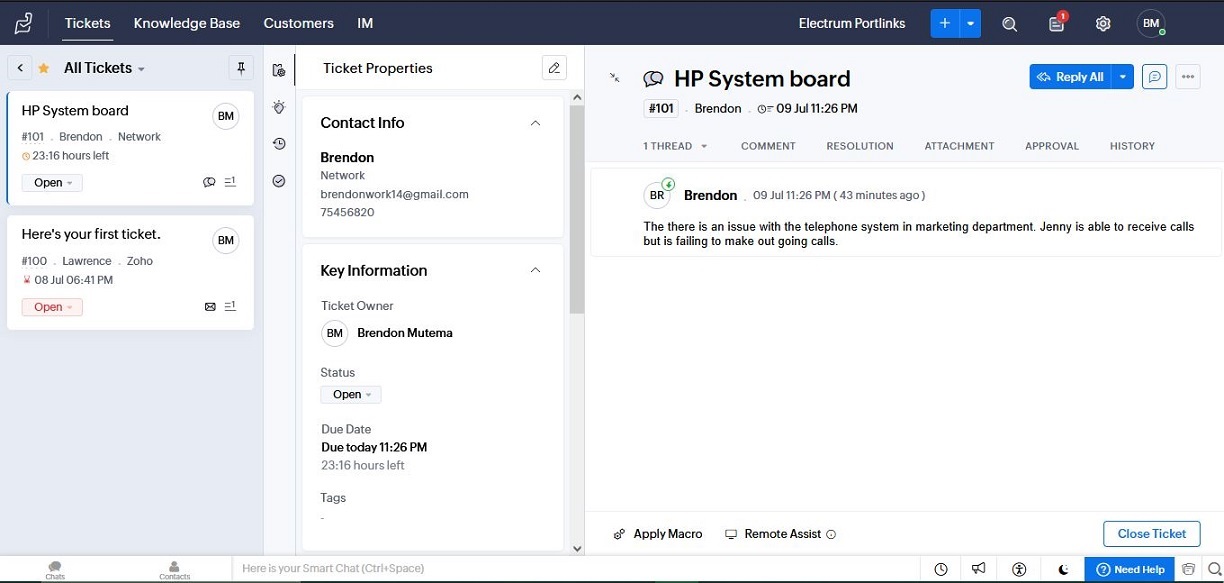 Tickets Knowledge Base Customers IM Electrum Portlinks 1 BM
All Tickets
HP System board BM
#101 . Brendon . Network
23:16 hours left
Open
1
Here's your first ticket. BM
#100 . Lawrence . Zoho
08 Jul 06:41 PM
Open
1
Ticket Properties
Contact Info
Brendon
Network
brendonwork14@gmail.com
75456820
Key Information
Ticket Owner
BM Brendon Mutema
Status
Open
Due Date
Due today 11:26 PM
23:16 hours left
Tags
-
HP System board Reply All
#101 . Brendon . 09 Jul 11:26 PM
1 THREAD COMMENT RESOLUTION ATTACHMENT APPROVAL HISTORY
BR Brendon . 09 Jul 11:26 PM ( 43 minutes ago )
The there is an issue with the telephone system in marketing department. Jenny is able to receive calls
but is failing to make out going calls.
Apply Macro Remote Assist Close Ticket
Chats Contacts Here is your Smart Chat (Ctrl+Space) Need Help